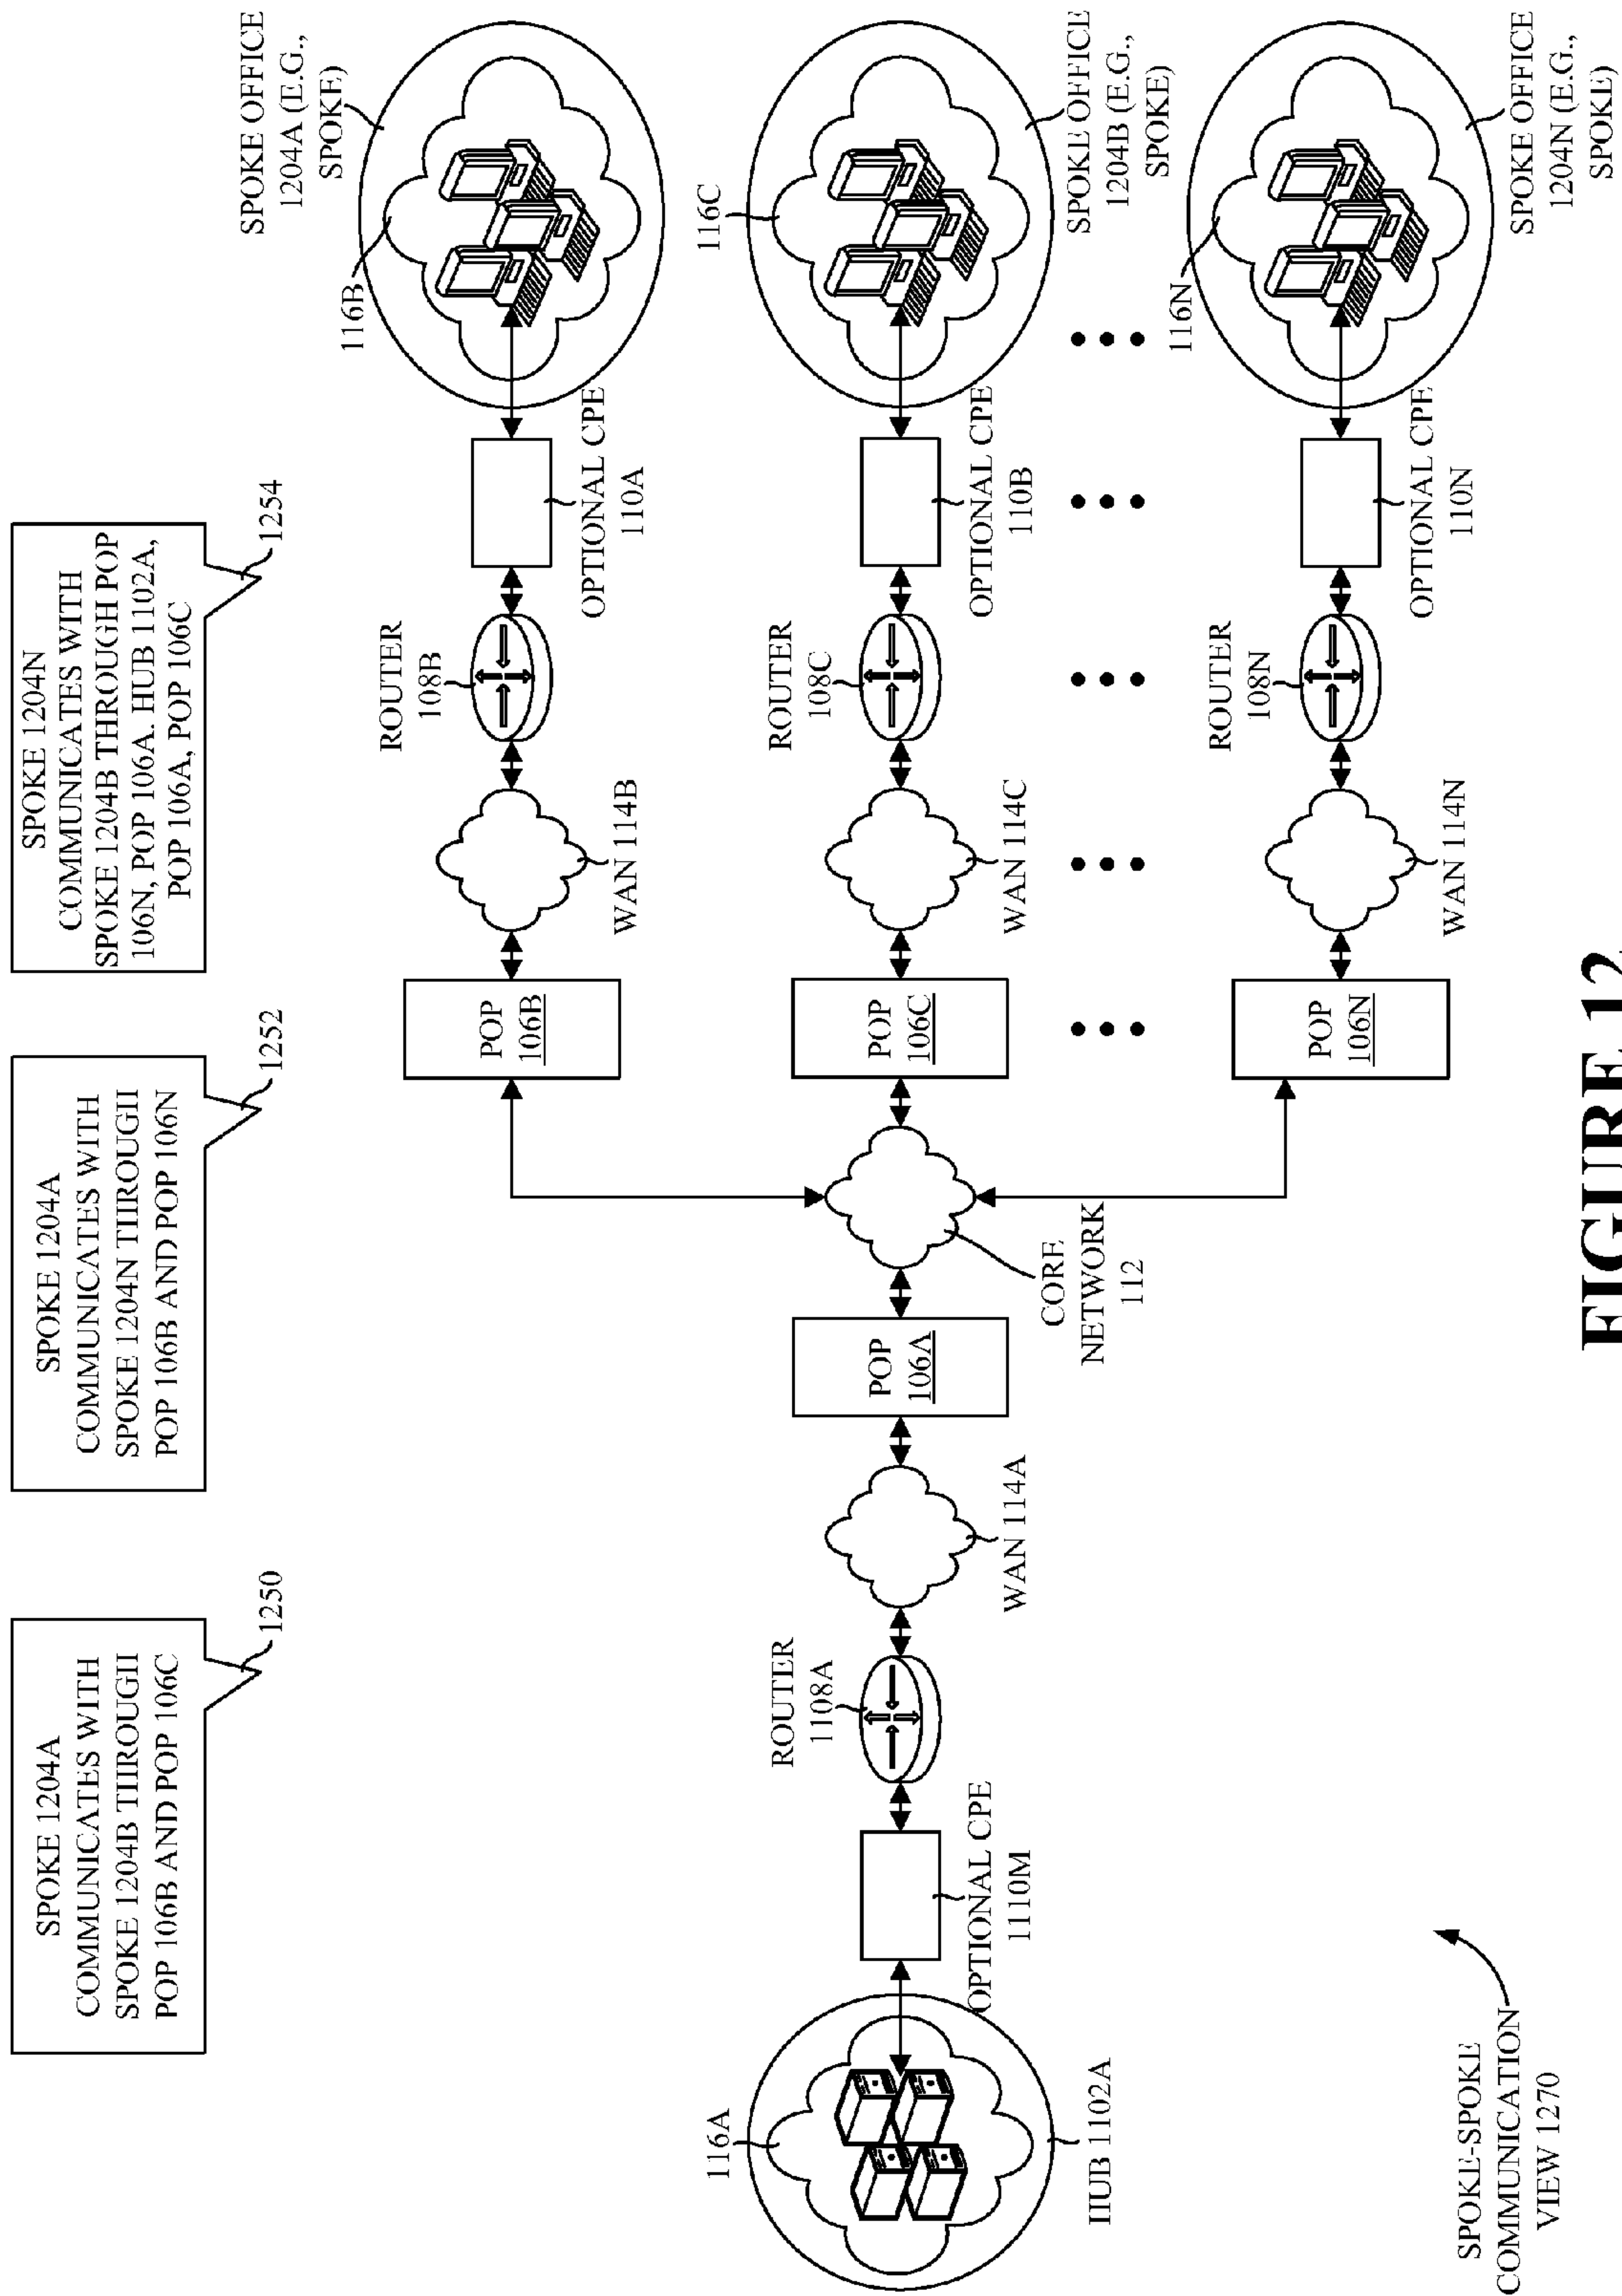 SPOKE 1204A
COMMUNICATES WITH
SPOKE 1204B THROUGH
POP 106B AND POP 106C
1250
SPOKE 1204A
COMMUNICATES WITH
SPOKE 1204N THROUGH
POP 106B AND POP 106N
1252
SPOKE 1204N
COMMUNICATES WITH
SPOKE 1204B THROUGH POP
106N, POP 106A. HUB 1102A,
POP 106A, POP 106C
1254
SPOKE OFFICE
1204A (E.G.,
SPOKE)
116B
OPTIONAL CPE
110A
ROUTER
108B
WAN 114B
POP
106B
116A
HUB 1102A
OPTIONAL CPE
1110M
ROUTER
1108A
WAN 114A
POP
106A
CORE
NETWORK
112
POP
106C
WAN 114C
ROUTER
108C
OPTIONAL CPE
110B
116C
SPOKE OFFICE
1204B (E.G.,
SPOKE)
POP
106N
WAN 114N
ROUTER
108N
OPTIONAL CPE
110N
116N
SPOKE OFFICE
1204N (E.G.,
SPOKE)
SPOKE-SPOKE
COMMUNICATION
VIEW 1270
FIGURE 12